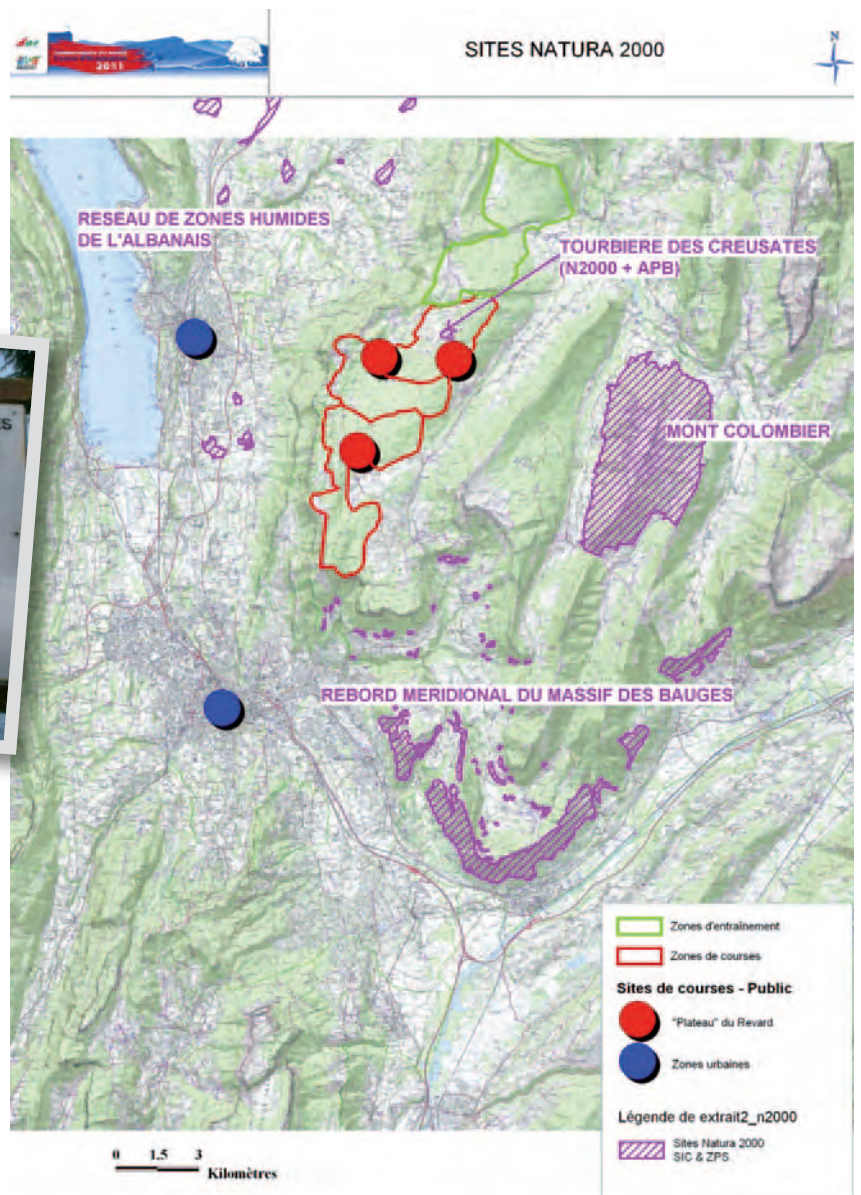 2011
SITES NATURA 2000
N
RESEAU DE ZONES HUMIDES
DE L'ALBANAIS
TOURBIERE DES CREUSATES
(N2000 + APB)
MONT COLOMBIER
REBORD MERIDIONAL DU MASSIF DES BAUGES
Zones d'entraînement
Zones de courses
Sites de courses - Public
"Plateau" du Revard
Zones urbaines
Légende de extrait2_n2000
Sites Natura 2000
SIC & ZPS
0 1.5 3
Kilomètres